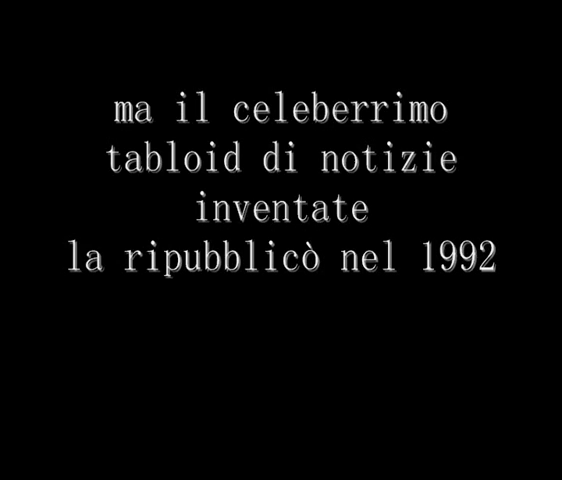 ma il celeberrimo
tabloid di notizie
inventate
la ripubblicò nel 1992